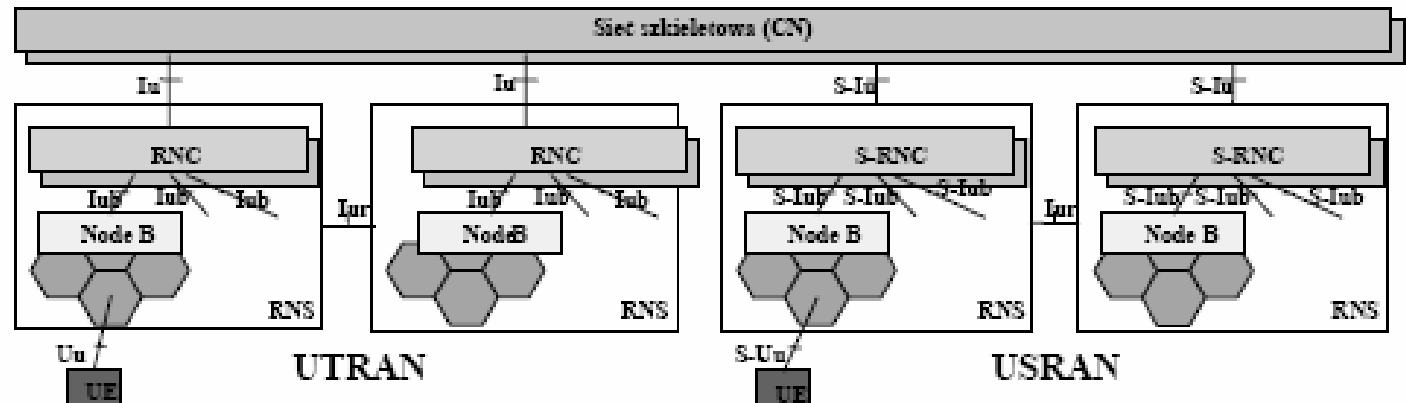 Sieć szkieletowa (CN)
Iu Iu S-Iu S-Iu
RNC RNC S-RNC S-RNC
Iub Iub Iub Iub Iub Iub S-Iub S-Iub S-Iub S-Iub S-Iub S-Iub
Iur Iur
Node B NodeB Node B Node B
RNS RNS RNS RNS
Uu S-Uu
UTRAN USRAN
UE UE